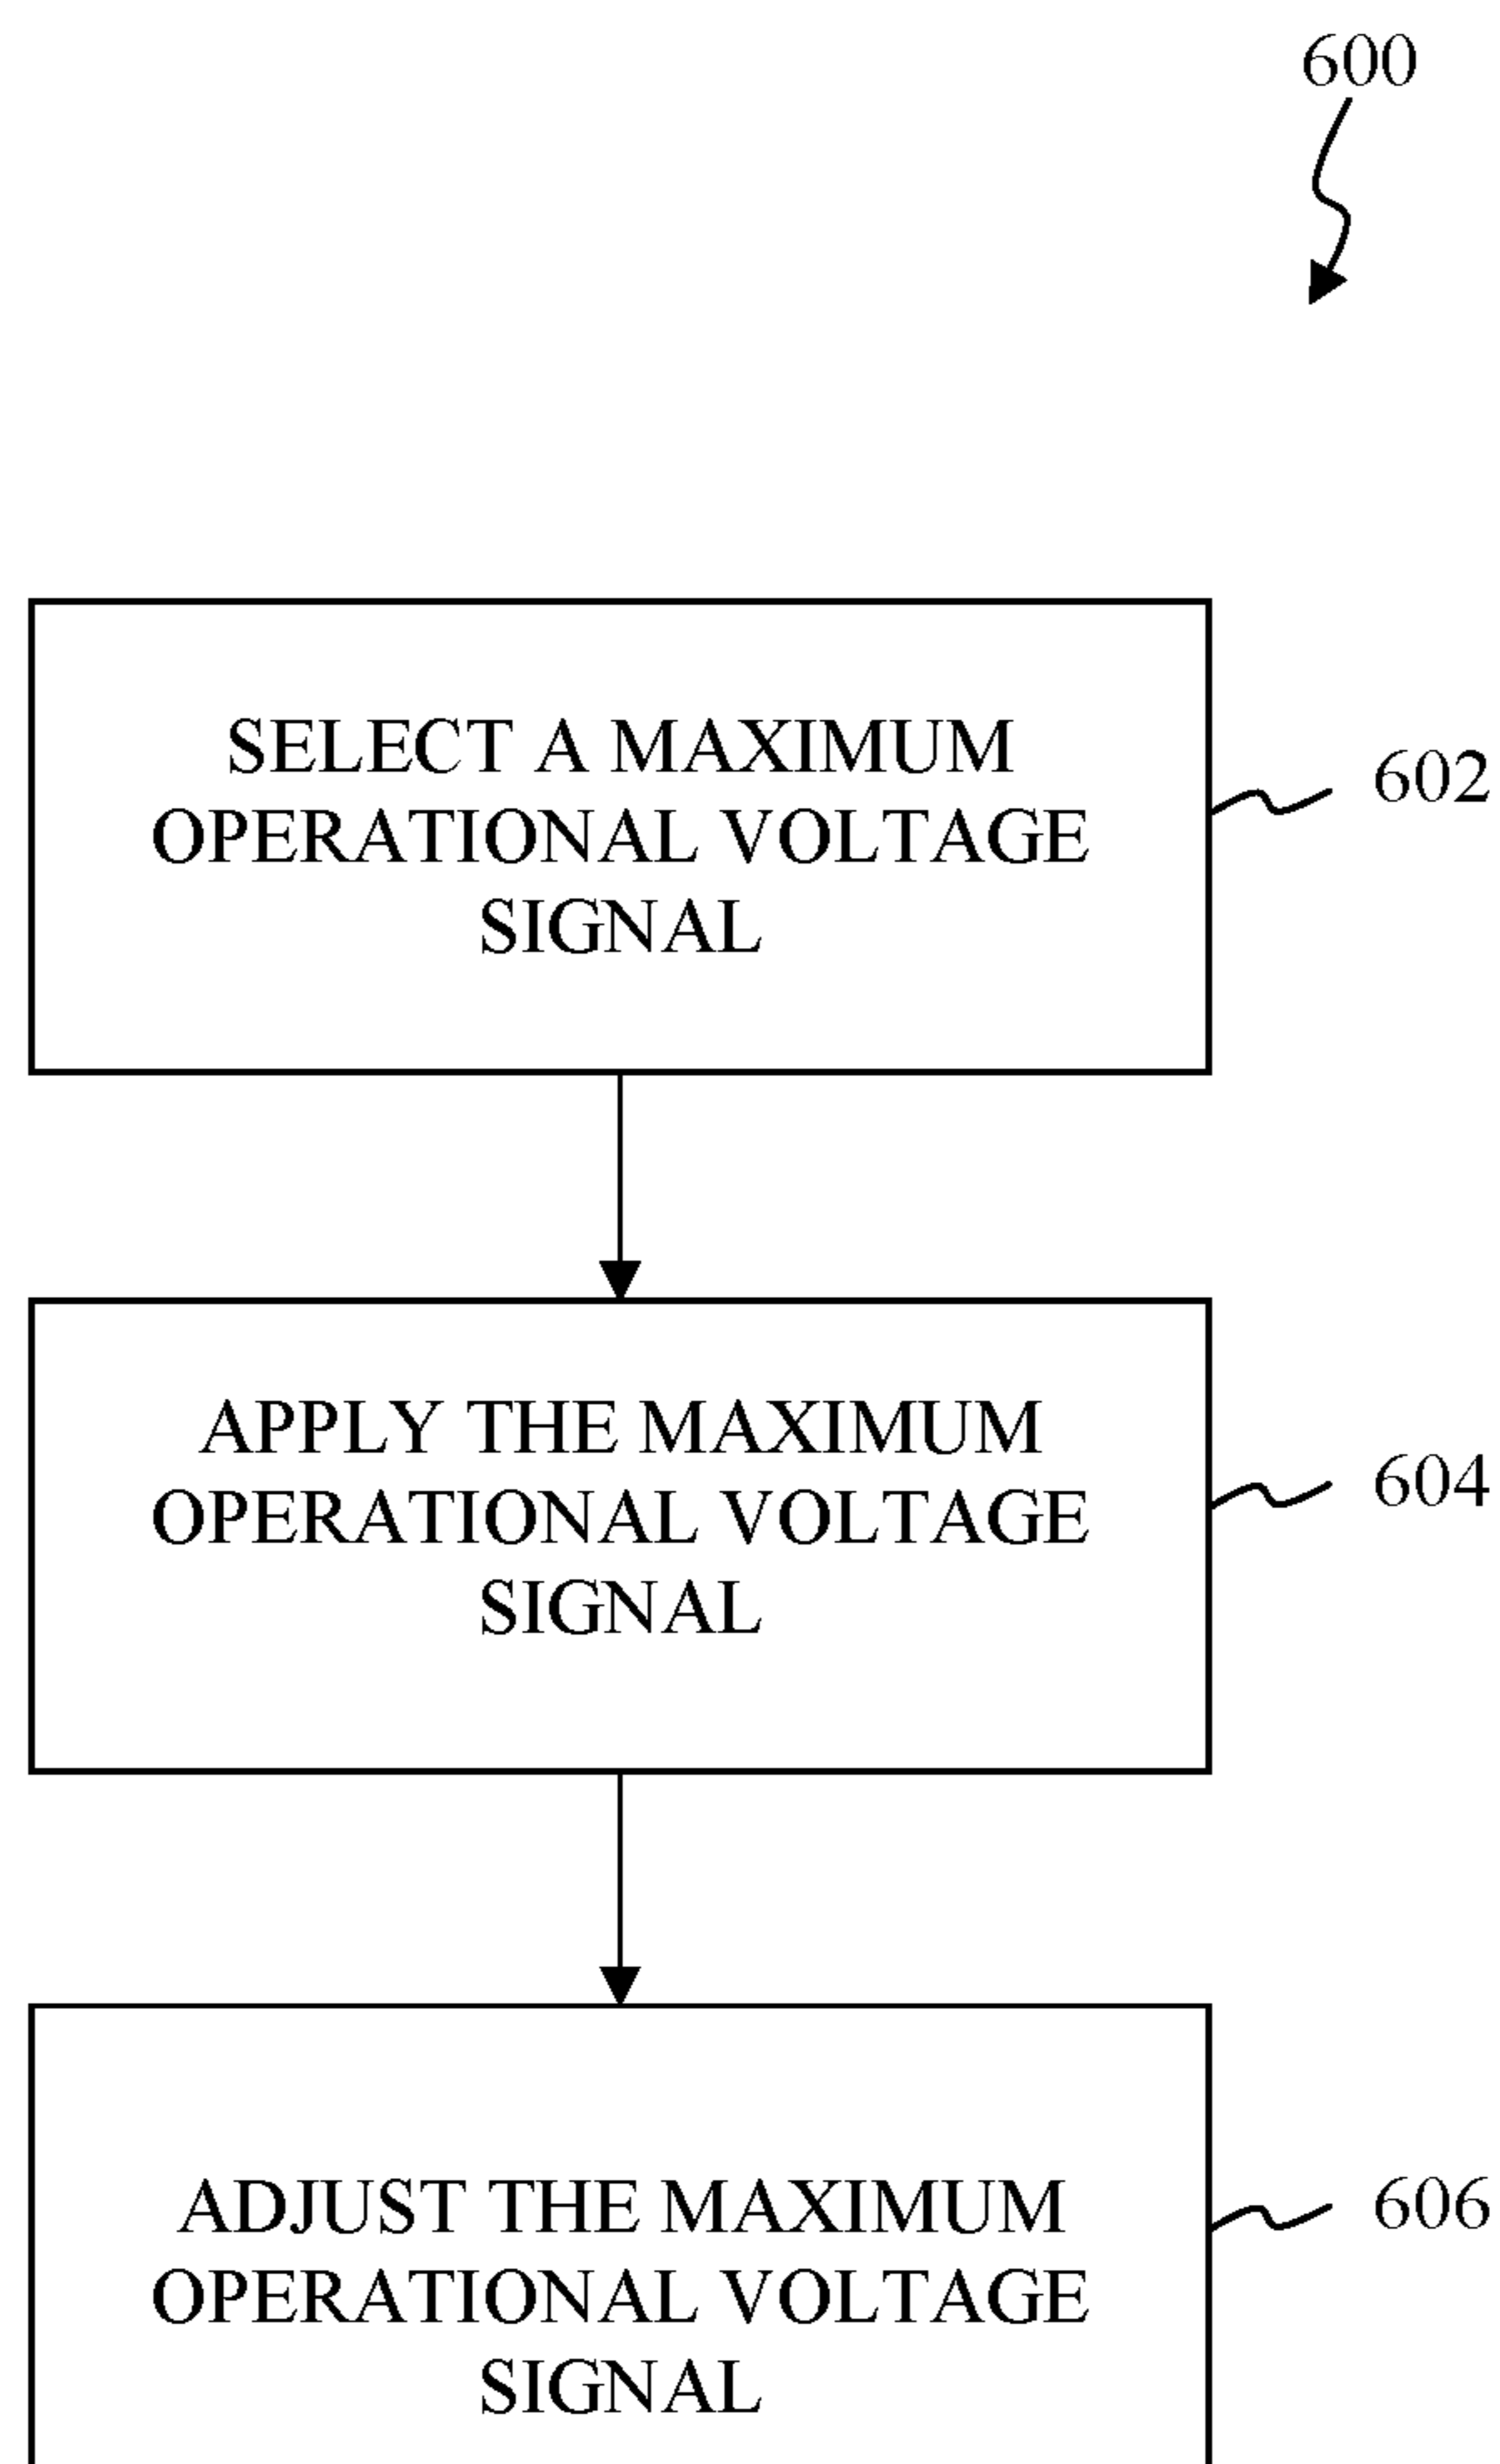 600
SELECT A MAXIMUM
OPERATIONAL VOLTAGE
SIGNAL
602
APPLY THE MAXIMUM
OPERATIONAL VOLTAGE
SIGNAL
604
ADJUST THE MAXIMUM
OPERATIONAL VOLTAGE
SIGNAL
606